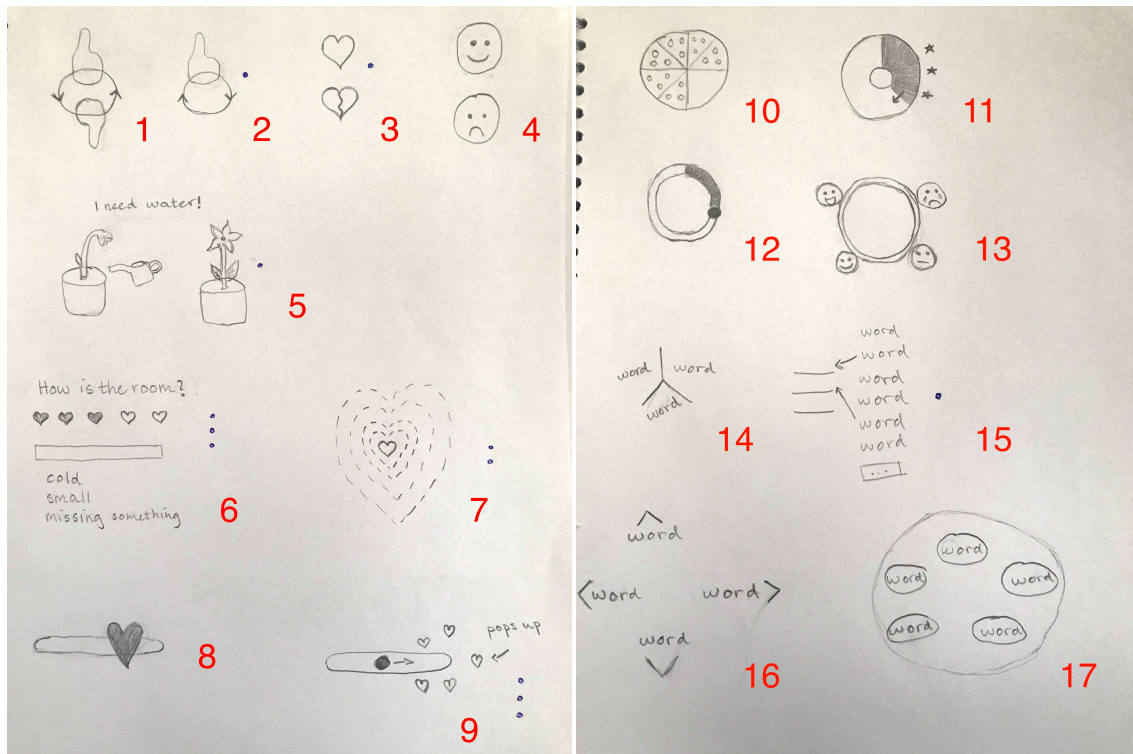 1
2
3
4
I need water!
5
How is the room?
cold
small
missing something
6
7
8
pops up
9
10
11
12
13
word word
word
14
word
word
word
word
word
word
...
15
word
word word
word
16
word
word word
word word
17